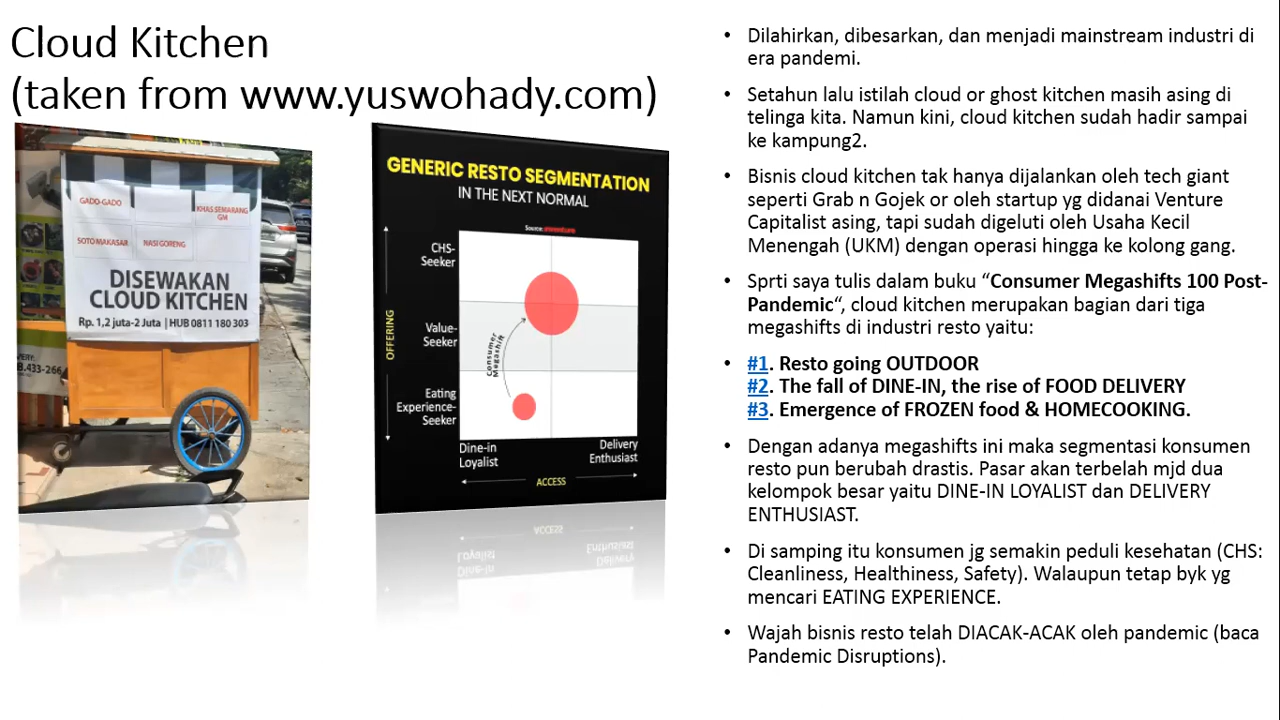 Cloud Kitchen
(taken from www.yuswohady.com)
GADO-GADO
KHAS SEMARANG
GM
SOTO MAKASAR
NASI GORENG
DISEWAKAN
CLOUD KITCHEN
Rp. 1,2 juta-2 Juta | HUB 0811 180 303
.433-266
GENERIC RESTO SEGMENTATION
IN THE NEXT NORMAL
Source:
CHS-
Seeker
Value-
Seeker
Eating
Experience-
Seeker
OFFERING
Consumer
Megashift
Dine-in
Loyalist
Delivery
Enthusiast
ACCESS
• Dilahirkan, dibesarkan, dan menjadi mainstream industri di
era pandemi.
• Setahun lalu istilah cloud or ghost kitchen masih asing di
telinga kita. Namun kini, cloud kitchen sudah hadir sampai
ke kampung2.
• Bisnis cloud kitchen tak hanya dijalankan oleh tech giant
seperti Grab n Gojek or oleh startup yg didanai Venture
Capitalist asing, tapi sudah digeluti oleh Usaha Kecil
Menengah (UKM) dengan operasi hingga ke kolong gang.
• Sprti saya tulis dalam buku “Consumer Megashifts 100 Post-
Pandemic“, cloud kitchen merupakan bagian dari tiga
megashifts di industri resto yaitu:
• #1. Resto going OUTDOOR
#2. The fall of DINE-IN, the rise of FOOD DELIVERY
#3. Emergence of FROZEN food & HOMECOOKING.
• Dengan adanya megashifts ini maka segmentasi konsumen
resto pun berubah drastis. Pasar akan terbelah mjd dua
kelompok besar yaitu DINE-IN LOYALIST dan DELIVERY
ENTHUSIAST.
• Di samping itu konsumen jg semakin peduli kesehatan (CHS:
Cleanliness, Healthiness, Safety). Walaupun tetap byk yg
mencari EATING EXPERIENCE.
• Wajah bisnis resto telah DIACAK-ACAK oleh pandemic (baca
Pandemic Disruptions).